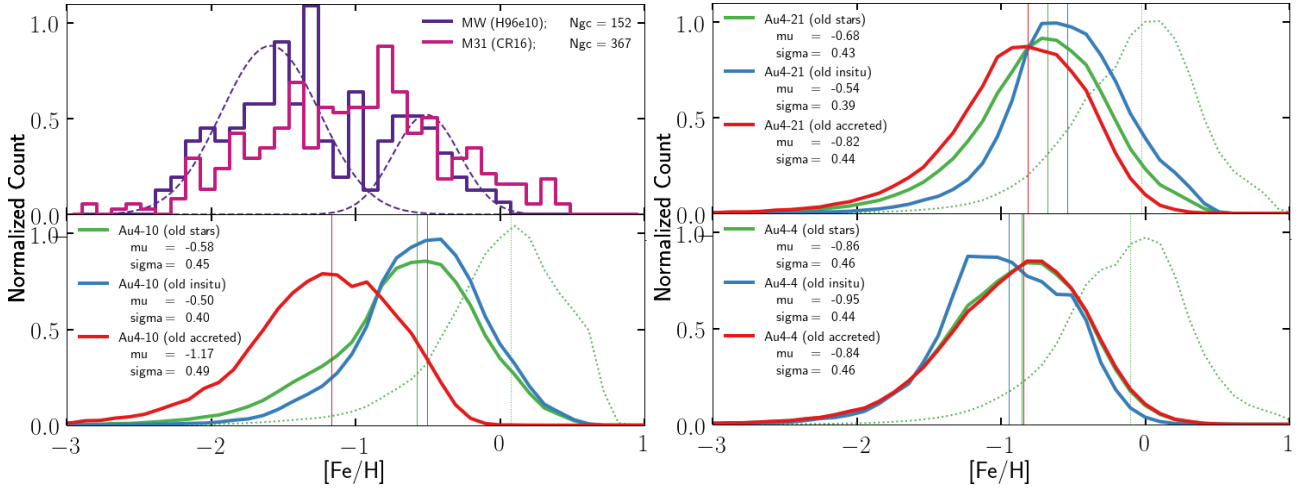 MW (H96e10); Ngc = 152
M31 (CR16); Ngc = 367
1.0
0.5
0.0
Normalized Count
Au4-10 (old stars)
mu = -0.58
sigma = 0.45
Au4-10 (old insitu)
mu = -0.50
sigma = 0.40
Au4-10 (old accreted)
mu = -1.17
sigma = 0.49
1.0
0.5
0.0
−3
−2
−1
0
1
[Fe/H]
Au4-21 (old stars)
mu = -0.68
sigma = 0.43
Au4-21 (old insitu)
mu = -0.54
sigma = 0.39
Au4-21 (old accreted)
mu = -0.82
sigma = 0.44
1.0
0.5
0.0
Normalized Count
Au4-4 (old stars)
mu = -0.86
sigma = 0.46
Au4-4 (old insitu)
mu = -0.95
sigma = 0.44
Au4-4 (old accreted)
mu = -0.84
sigma = 0.46
1.0
0.5
0.0
−3
−2
−1
0
1
[Fe/H]